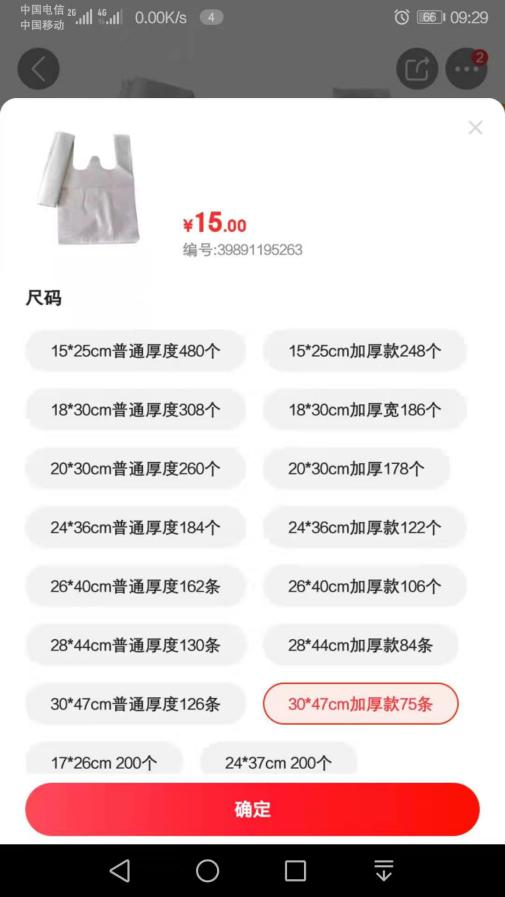 中国电信 2G 4G 0.00K/s 4 66 09:29
中国移动
2
¥15.00
编号:39891195263
尺码
15*25cm普通厚度480个 15*25cm加厚款248个
18*30cm普通厚度308个 18*30cm加厚宽186个
20*30cm普通厚度260个 20*30cm加厚178个
24*36cm普通厚度184个 24*36cm加厚款122个
26*40cm普通厚度162条 26*40cm加厚款106个
28*44cm普通厚度130条 28*44cm加厚款84条
30*47cm普通厚度126条 30*47cm加厚款75条
17*26cm 200个 24*37cm 200个
确定